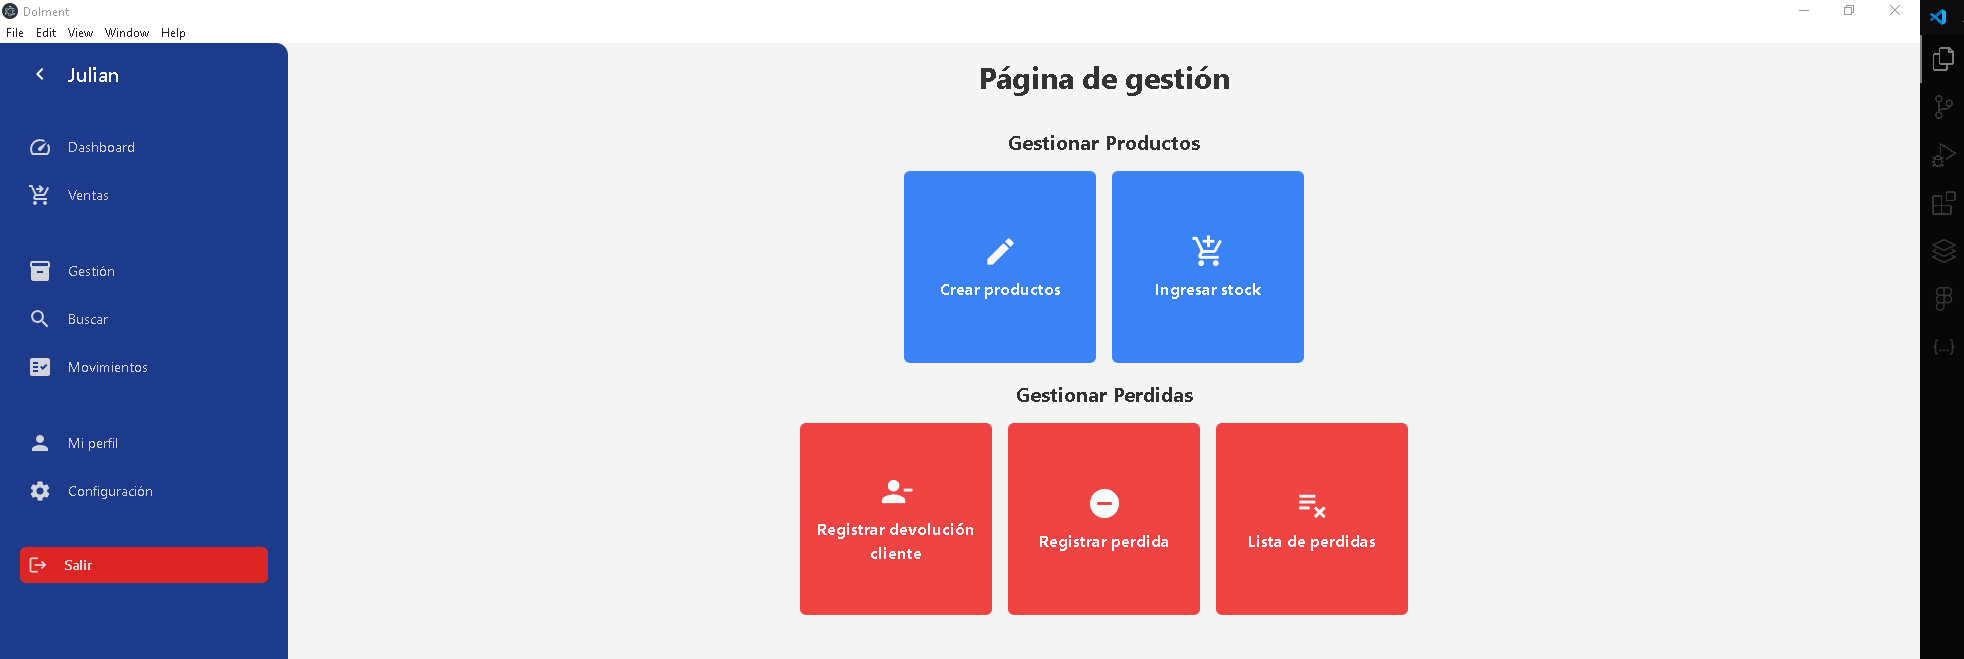 Dolment
File Edit View Window Help
Julian
Dashboard
Ventas
Gestión
Buscar
Movimientos
Mi perfil
Configuración
Salir
Página de gestión
Gestionar Productos
Crear productos
Ingresar stock
Gestionar Perdidas
Registrar devolución
cliente
Registrar perdida
Lista de perdidas